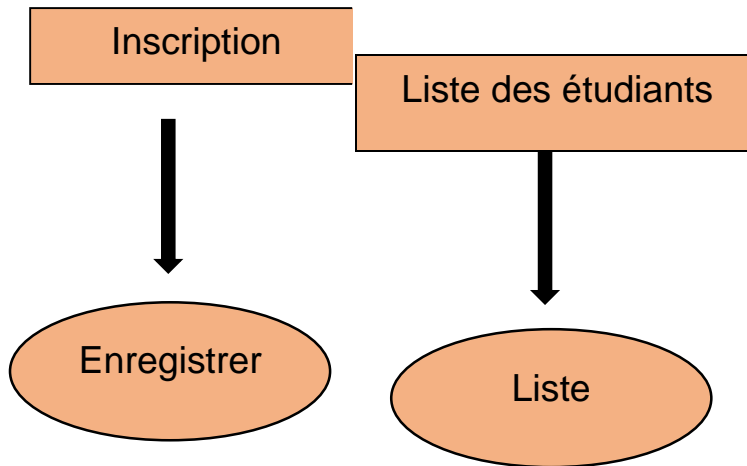 Inscription
Liste des étudiants
Enregistrer
Liste